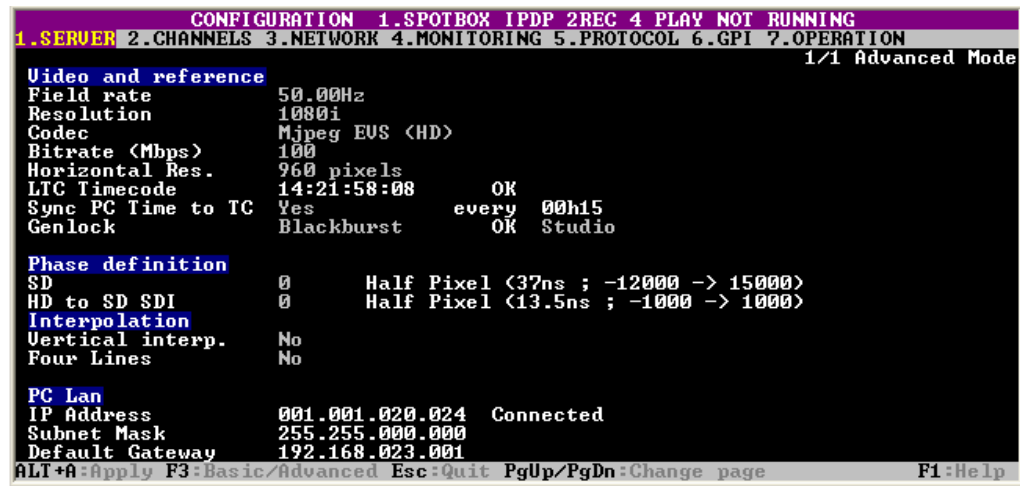 CONFIGURATION 1.SPOTBOX IPDP 2REC 4 PLAY NOT RUNNING
1.SERVER 2.CHANNELS 3.NETWORK 4.MONITORING 5.PROTOCOL 6.GPI 7.OPERATION
1/1 Advanced Mode
Video and reference
Field rate 50.00Hz
Resolution 1080i
Codec Mjpeg EVS (HD)
Bitrate (Mbps) 100
Horizontal Res. 960 pixels
LTC Timecode 14:21:58:08 OK
Sync PC Time to TC Yes every 00h15
Genlock Blackburst OK Studio
Phase definition
SD 0 Half Pixel (37ns ; -12000 -> 15000)
HD to SD SDI 0 Half Pixel (13.5ns ; -1000 -> 1000)
Interpolation
Vertical interp. No
Four Lines No
PC Lan
IP Address 001.001.020.024 Connected
Subnet Mask 255.255.000.000
Default Gateway 192.168.023.001
ALT+A:Apply F3:Basic/Advanced Esc:Quit PgUp/PgDn:Change page F1:Help